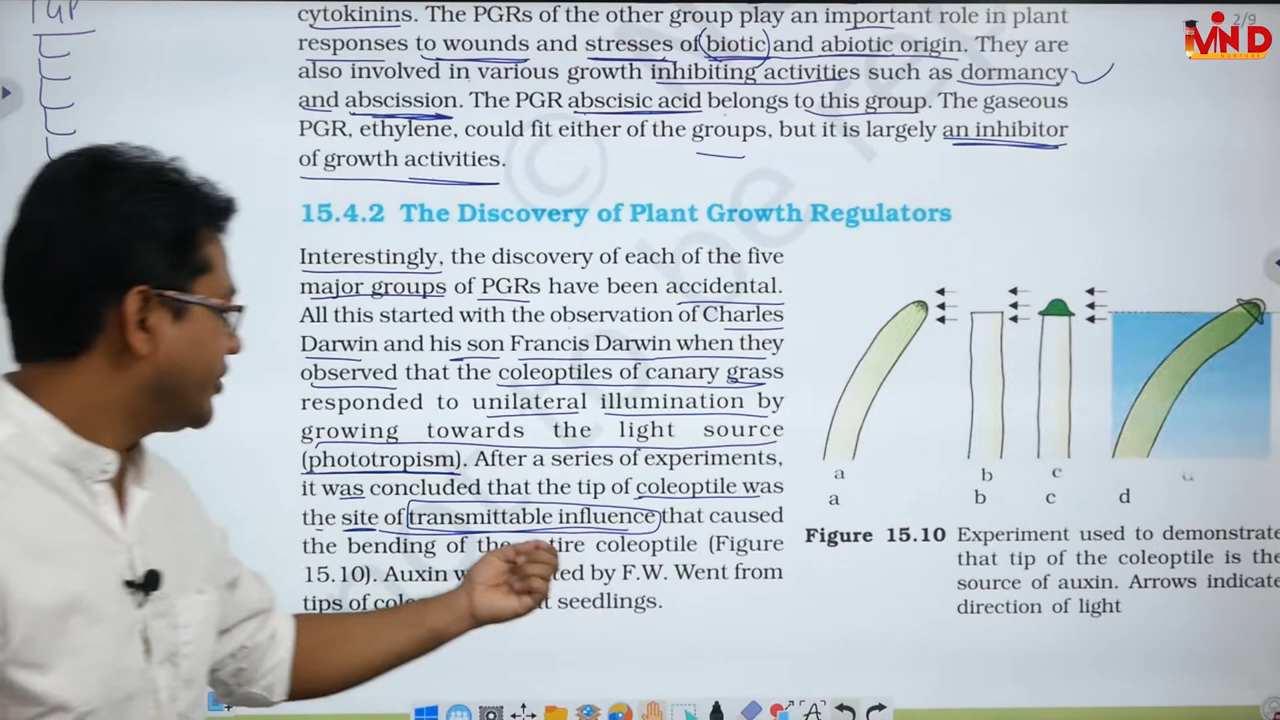 TGP
2/9
MIND
cytokinins. The PGRs of the other group play an important role in plant
responses to wounds and stresses of biotic and abiotic origin. They are
also involved in various growth inhibiting activities such as dormancy
and abscission. The PGR abscisic acid belongs to this group. The gaseous
PGR, ethylene, could fit either of the groups, but it is largely an inhibitor
of growth activities.
15.4.2 The Discovery of Plant Growth Regulators
Interestingly, the discovery of each of the five
major groups of PGRs have been accidental.
All this started with the observation of Charles
Darwin and his son Francis Darwin when they
observed that the coleoptiles of canary grass
responded to unilateral illumination by
growing towards the light source
(phototropism). After a series of experiments,
it was concluded that the tip of coleoptile was
the site of transmittable influence that caused
the bending of the entire coleoptile (Figure
15.10). Auxin w ted by F.W. Went from
tips of seedlings.
a b c
a b c d
Figure 15.10 Experiment used to demonstrate
that tip of the coleoptile is the
source of auxin. Arrows indicate
direction of light